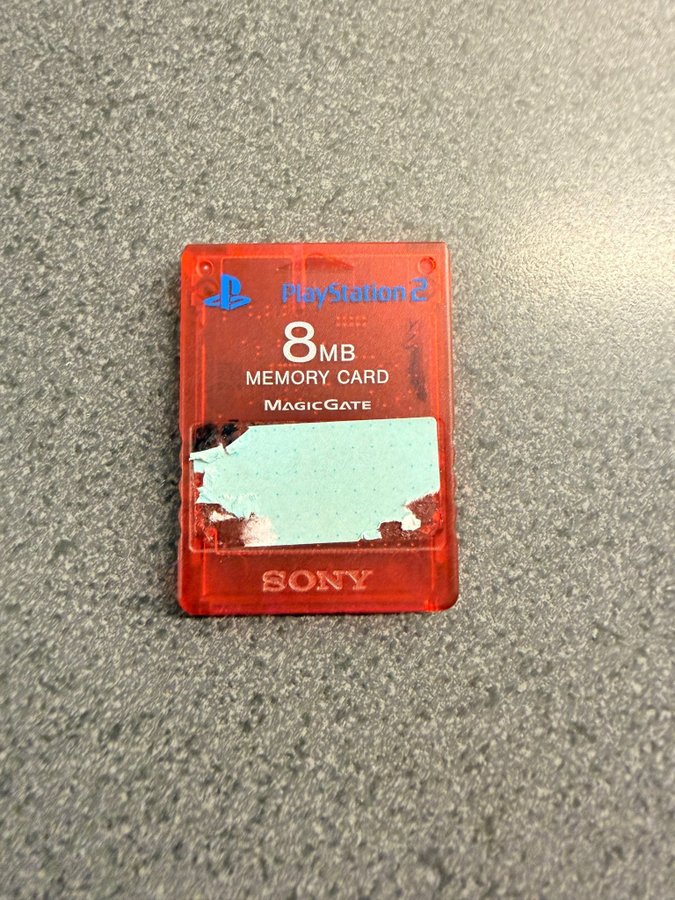 PlayStation 2
8MB
MEMORY CARD
MAGICGATE
SONY